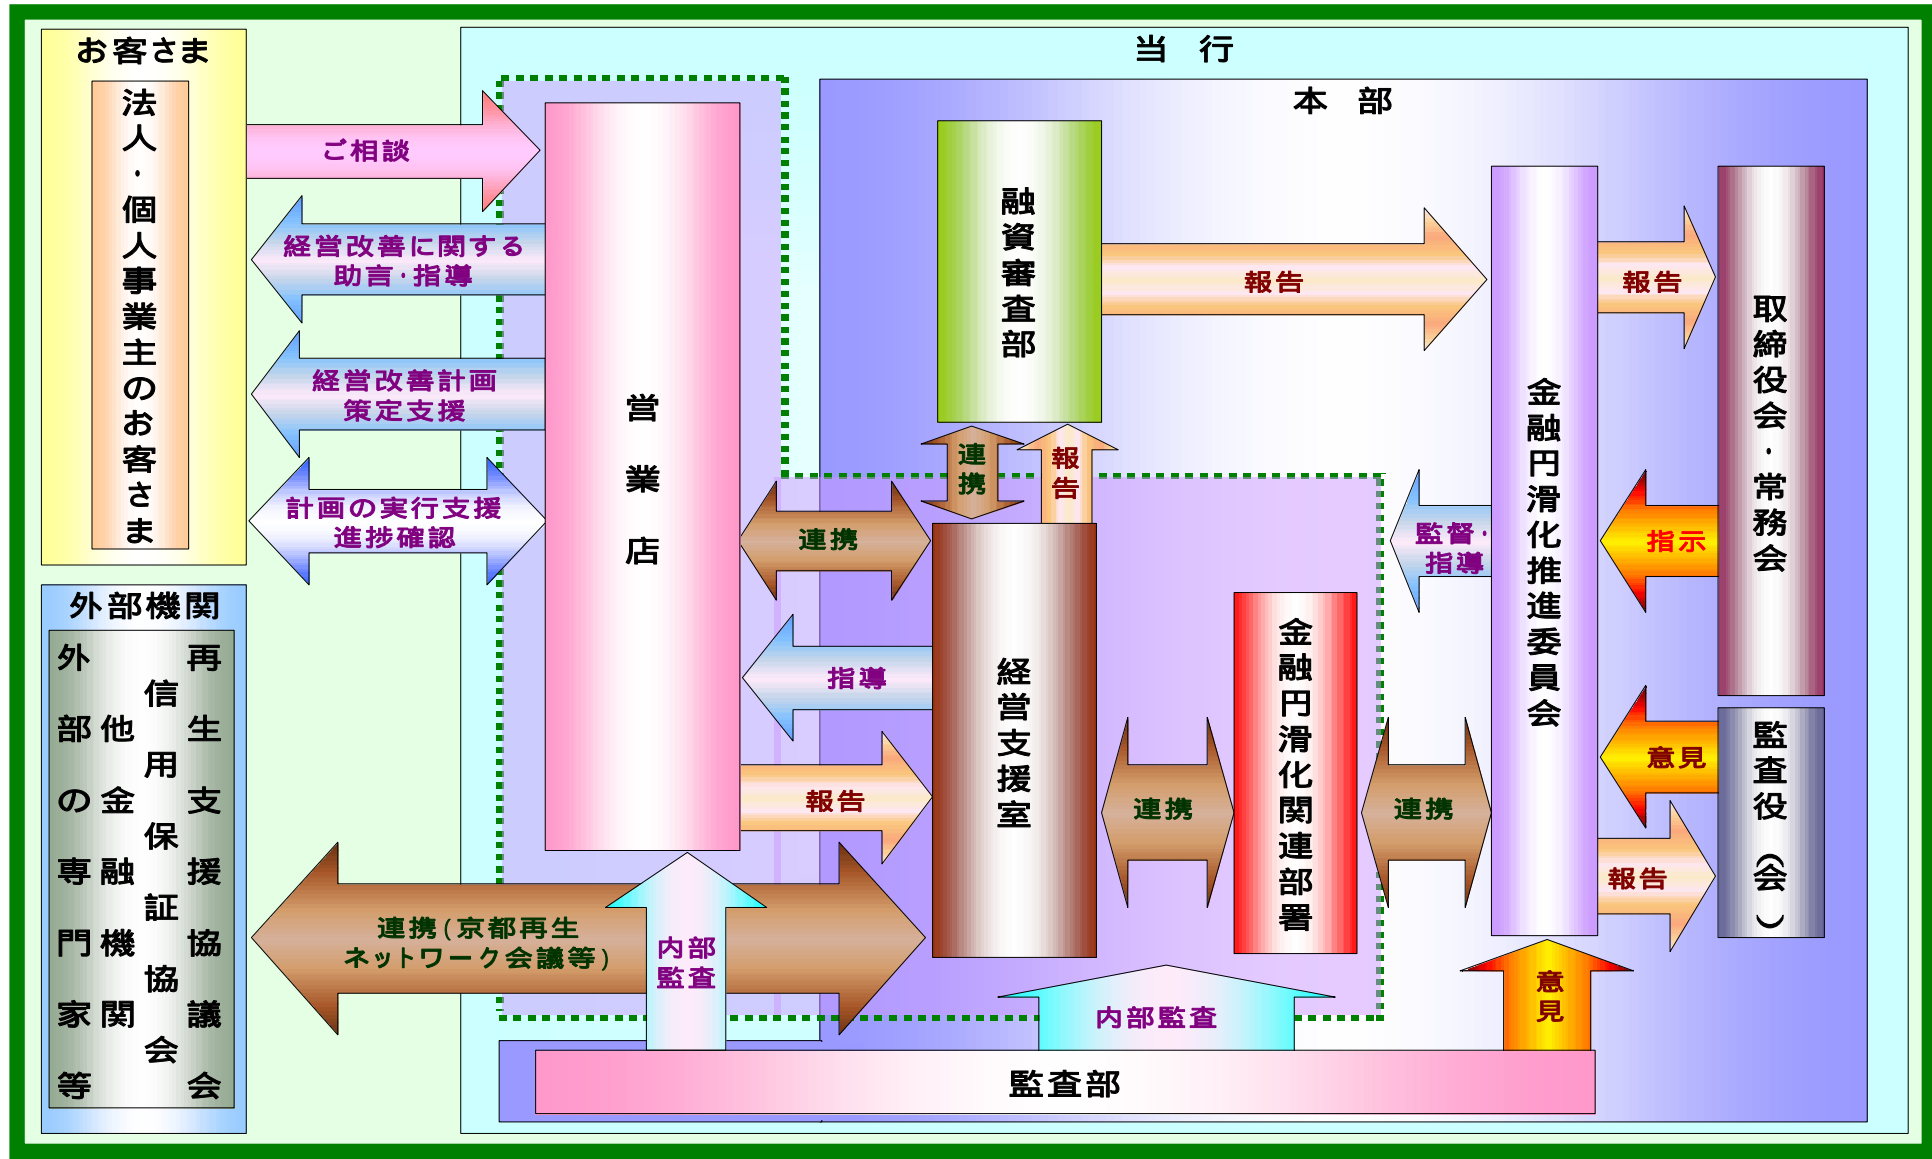 お客さま
法人・個人事業主のお客さま
外部機関
再生支援協議会
信用保証協会
他金融機関
外部の専門家等
当 行
本 部
ご相談
経営改善に関する
助言・指導
経営改善計画
策定支援
計画の実行支援
進捗確認
営業店
連携
指導
報告
連携(京都再生
ネットワーク会議等)
内部
監査
融資審査部
連携
報告
経営支援室
連携
金融円滑化関連部署
連携
内部監査
報告
監督・
指導
金融円滑化推進委員会
報告
指示
意見
報告
意見
取締役会・常務会
監査役(会)
監査部